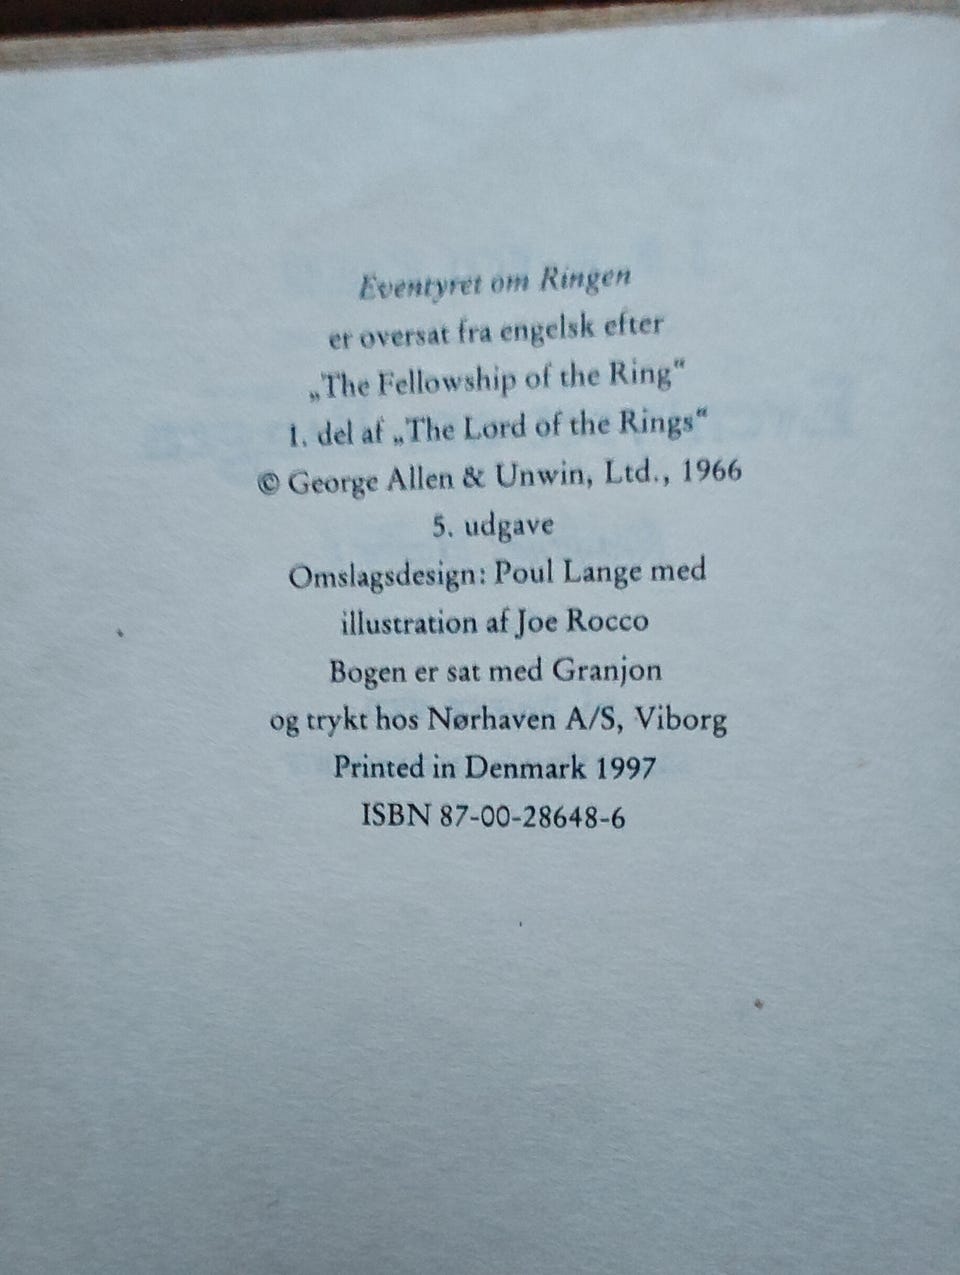 Eventyret om Ringen
er oversat fra engelsk efter
„The Fellowship of the Ring“
1. del af „The Lord of the Rings“
© George Allen & Unwin, Ltd., 1966
5. udgave
Omslagsdesign: Poul Lange med
illustration af Joe Rocco
Bogen er sat med Granjon
og trykt hos Nørhaven A/S, Viborg
Printed in Denmark 1997
ISBN 87-00-28648-6